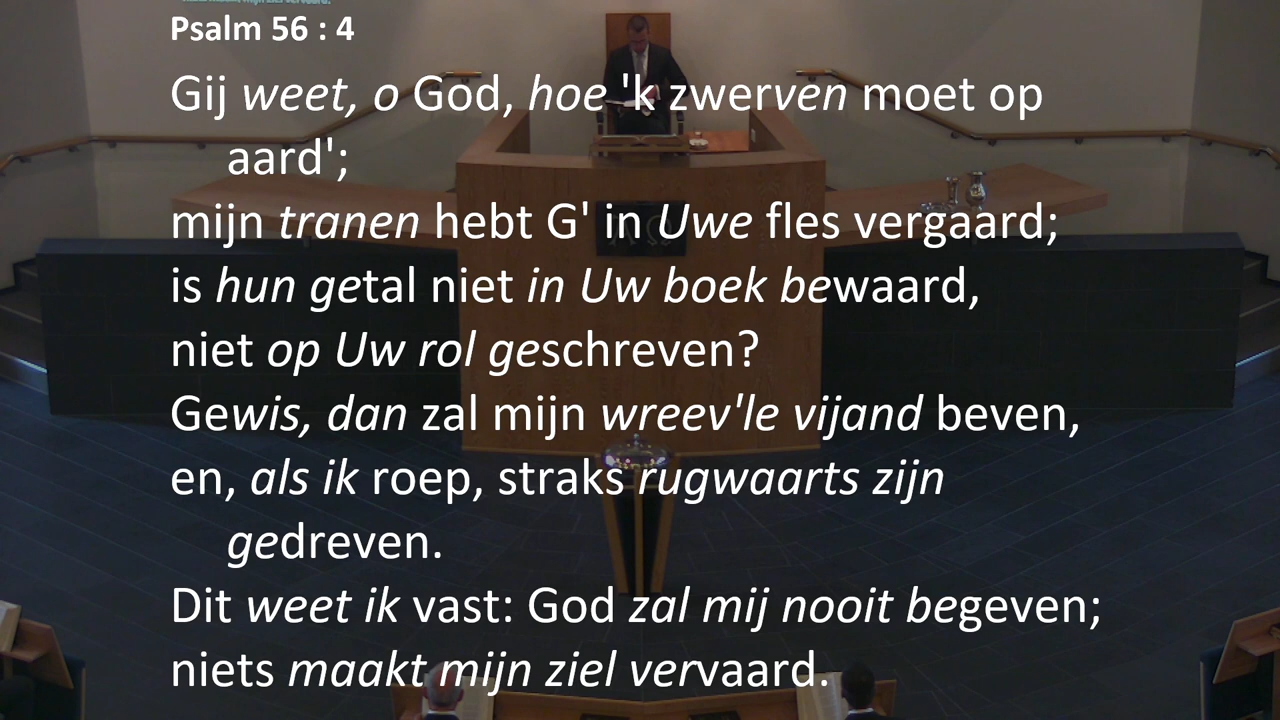 Psalm 56 : 4
Gij weet, o God, hoe 'k zwerven moet op
aard';
mijn tranen hebt G' in Uwe fles vergaard;
is hun getal niet in Uw boek bewaard,
niet op Uw rol geschreven?
Gewis, dan zal mijn wreev'le vijand beven,
en, als ik roep, straks rugwaarts zijn
gedreven.
Dit weet ik vast: God zal mij nooit begeven;
niets maakt mijn ziel vervaard.